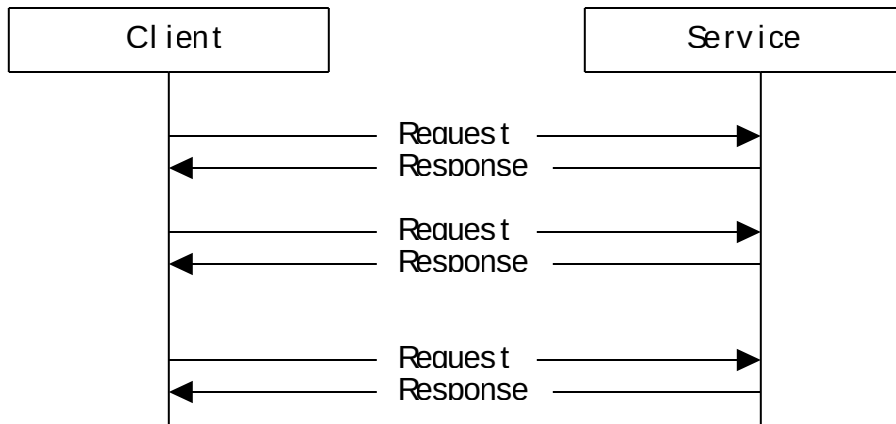 Client
Service
Request
Response
Request
Response
Request
Response